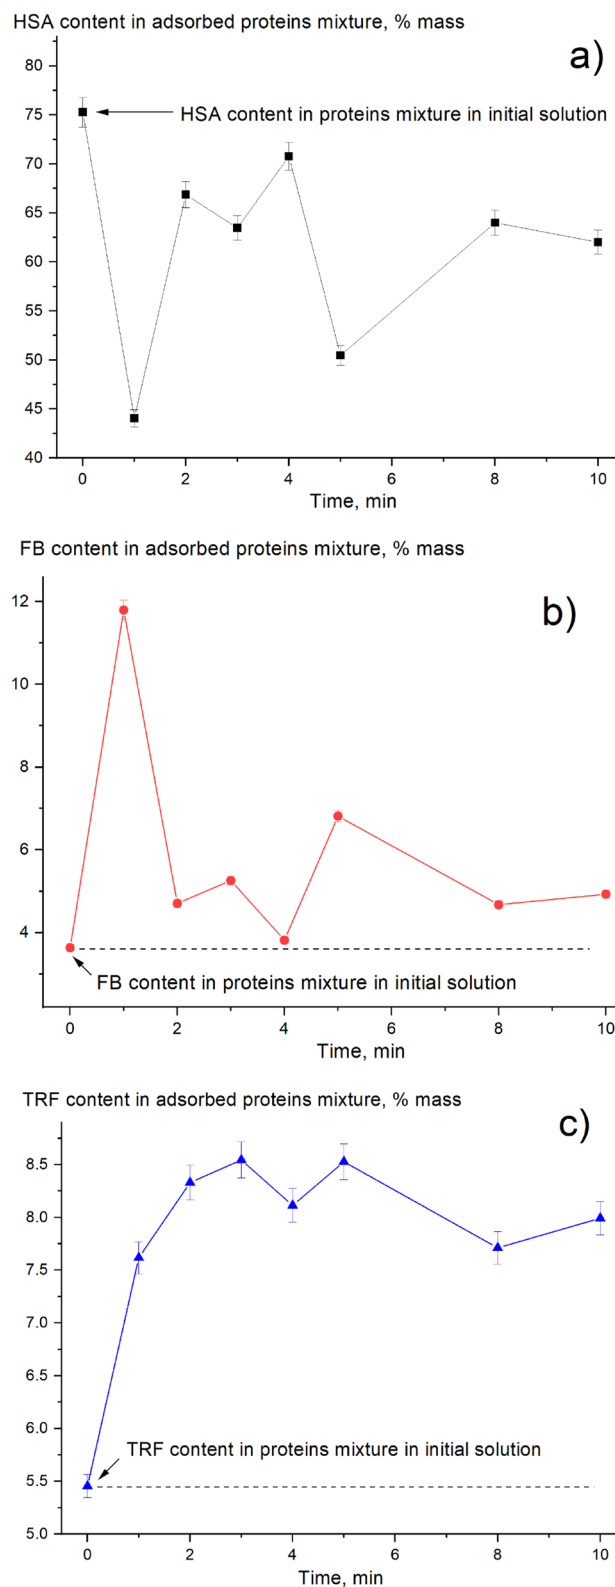 HSA content in adsorbed proteins mixture, % mass
a)
80
75
HSA content in proteins mixture in initial solution
70
65
60
55
50
45
40
0 2 4 6 8 10
Time, min
FB content in adsorbed proteins mixture, % mass
b)
12
10
8
6
4
FB content in proteins mixture in initial solution
0 2 4 6 8 10
Time, min
TRF content in adsorbed proteins mixture, % mass
c)
8.5
8.0
7.5
7.0
6.5
6.0
TRF content in proteins mixture in initial solution
5.5
5.0
0 2 4 6 8 10
Time, min